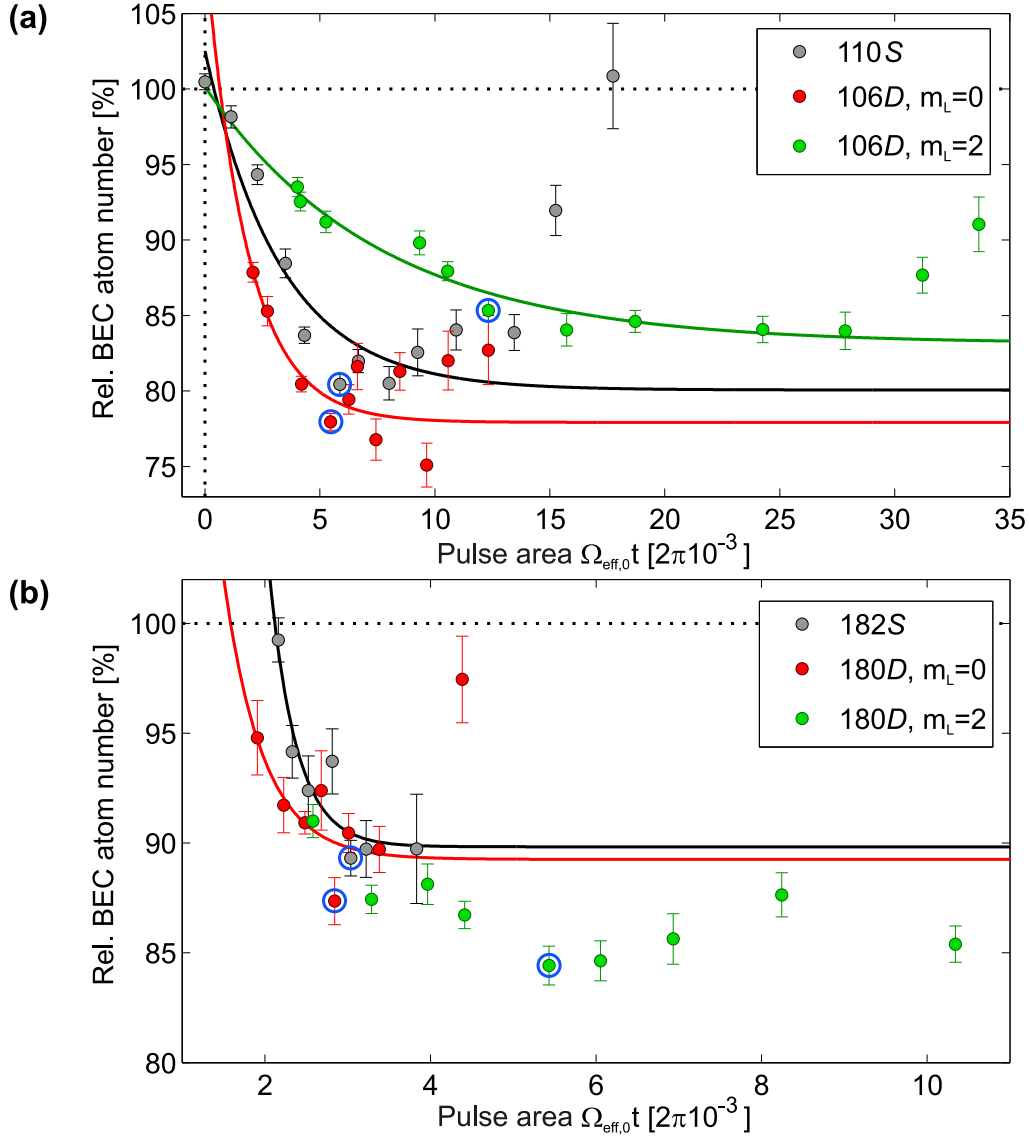 (a)
105
100
95
90
85
80
75
Rel. BEC atom number [%]
110S
106D, mL=0
106D, mL=2
0 5 10 15 20 25 30 35
Pulse area Ωeff,0t [2π10⁻³]
(b)
100
95
90
85
80
Rel. BEC atom number [%]
182S
180D, mL=0
180D, mL=2
2 4 6 8 10
Pulse area Ωeff,0t [2π10⁻³]